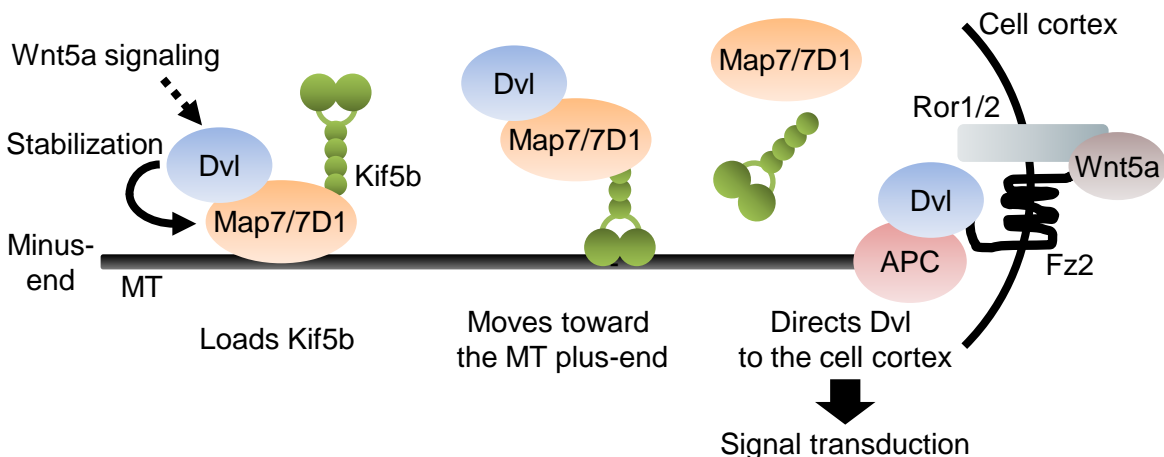 Wnt5a signaling
Stabilization
Dvl
Map7/7D1
Kif5b
Minus-
end
MT
Loads Kif5b
Dvl
Map7/7D1
Moves toward
the MT plus-end
Map7/7D1
Cell cortex
Ror1/2
Wnt5a
Dvl
APC
Fz2
Directs Dvl
to the cell cortex
Signal transduction